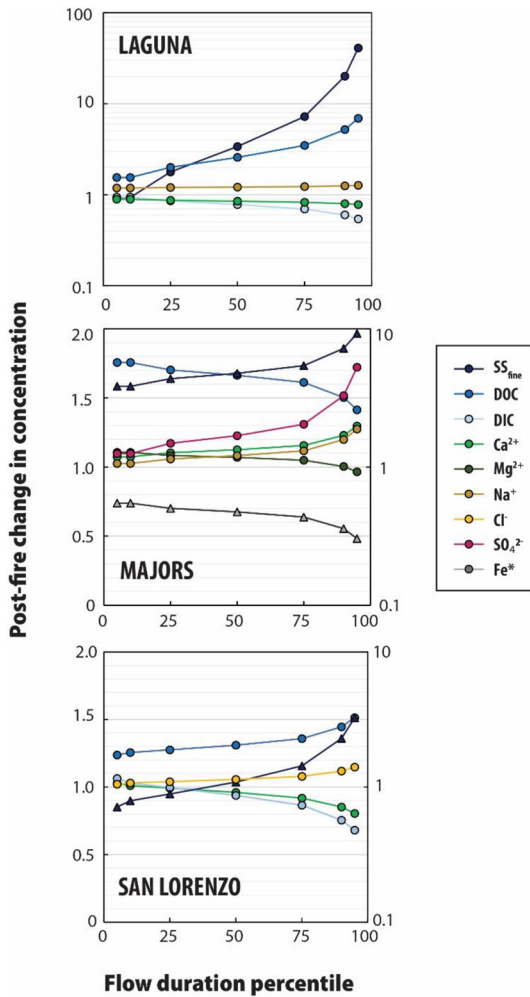 Post-fire change in concentration
LAGUNA
100
10
1
0.1
0 25 50 75 100
MAJORS
2.0
1.5
1.0
0.5
0
10
1
0.1
0 25 50 75 100
SAN LORENZO
2.0
1.5
1.0
0.5
0
10
1
0.1
0 25 50 75 100
Flow duration percentile
SSfine
DOC
DIC
Ca²⁺
Mg²⁺
Na⁺
Cl⁻
SO₄²⁻
Fe*